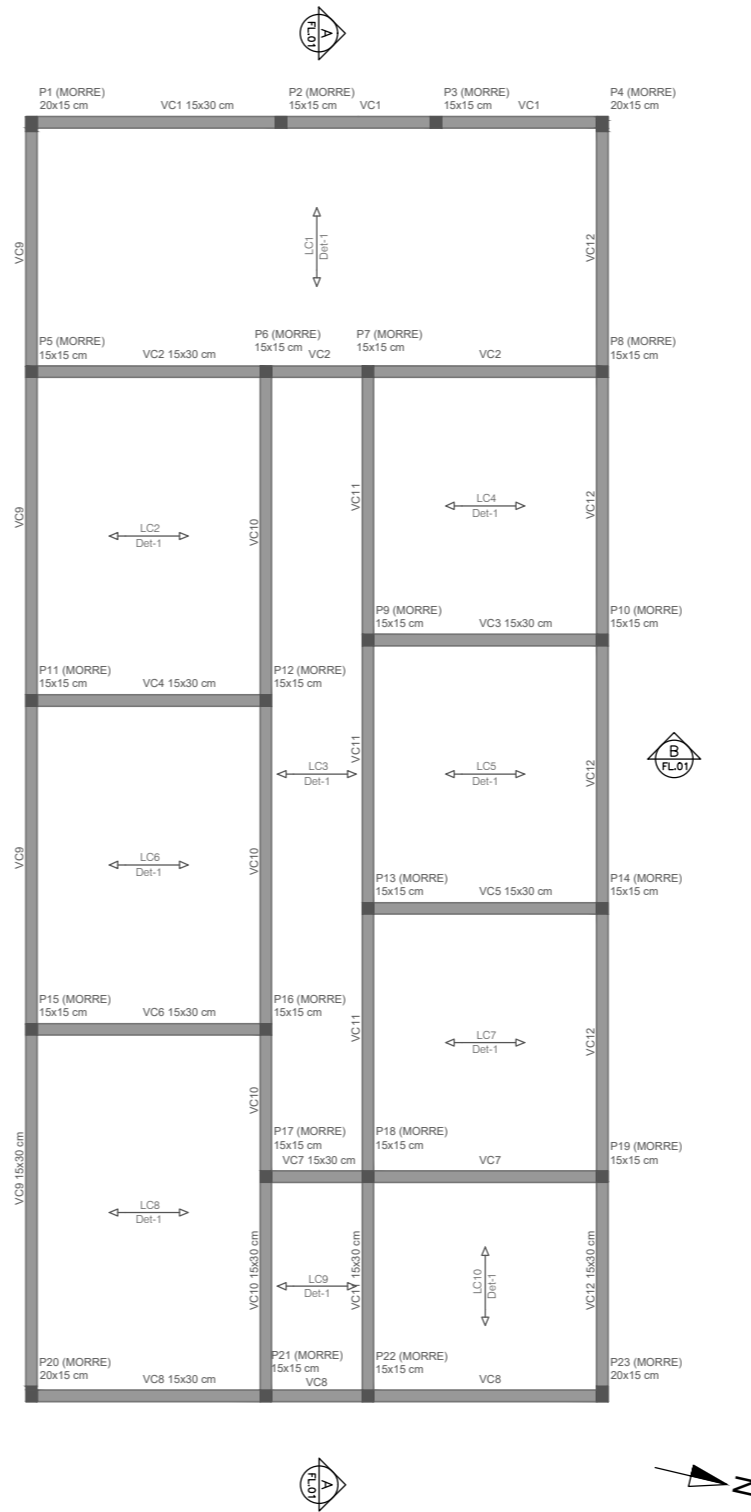 A
FL.01
P1 (MORRE)
20x15 cm
VC1 15x30 cm
P2 (MORRE)
15x15 cm
VC1
P3 (MORRE)
15x15 cm
VC1
P4 (MORRE)
20x15 cm
VC9
LC1
Det-1
VC12
P5 (MORRE)
15x15 cm
VC2 15x30 cm
P6 (MORRE)
15x15 cm
VC2
P7 (MORRE)
15x15 cm
VC2
P8 (MORRE)
15x15 cm
VC9
LC2
Det-1
VC10
VC11
LC4
Det-1
VC12
P9 (MORRE)
15x15 cm
VC3 15x30 cm
P10 (MORRE)
15x15 cm
P11 (MORRE)
15x15 cm
VC4 15x30 cm
P12 (MORRE)
15x15 cm
LC3
Det-1
VC11
LC5
Det-1
VC12
B
FL.01
VC9
LC6
Det-1
VC10
P13 (MORRE)
15x15 cm
VC5 15x30 cm
P14 (MORRE)
15x15 cm
P15 (MORRE)
15x15 cm
VC6 15x30 cm
P16 (MORRE)
15x15 cm
VC11
LC7
Det-1
VC12
VC10
P17 (MORRE)
15x15 cm
VC7 15x30 cm
P18 (MORRE)
15x15 cm
VC7
P19 (MORRE)
15x15 cm
VC9 15x30 cm
LC8
Det-1
VC10 15x30 cm
LC9
Det-1
VC11 15x30 cm
LC10
Det-1
VC12 15x30 cm
P20 (MORRE)
20x15 cm
VC8 15x30 cm
P21 (MORRE)
15x15 cm
VC8
P22 (MORRE)
15x15 cm
VC8
P23 (MORRE)
20x15 cm
A
FL.01
N